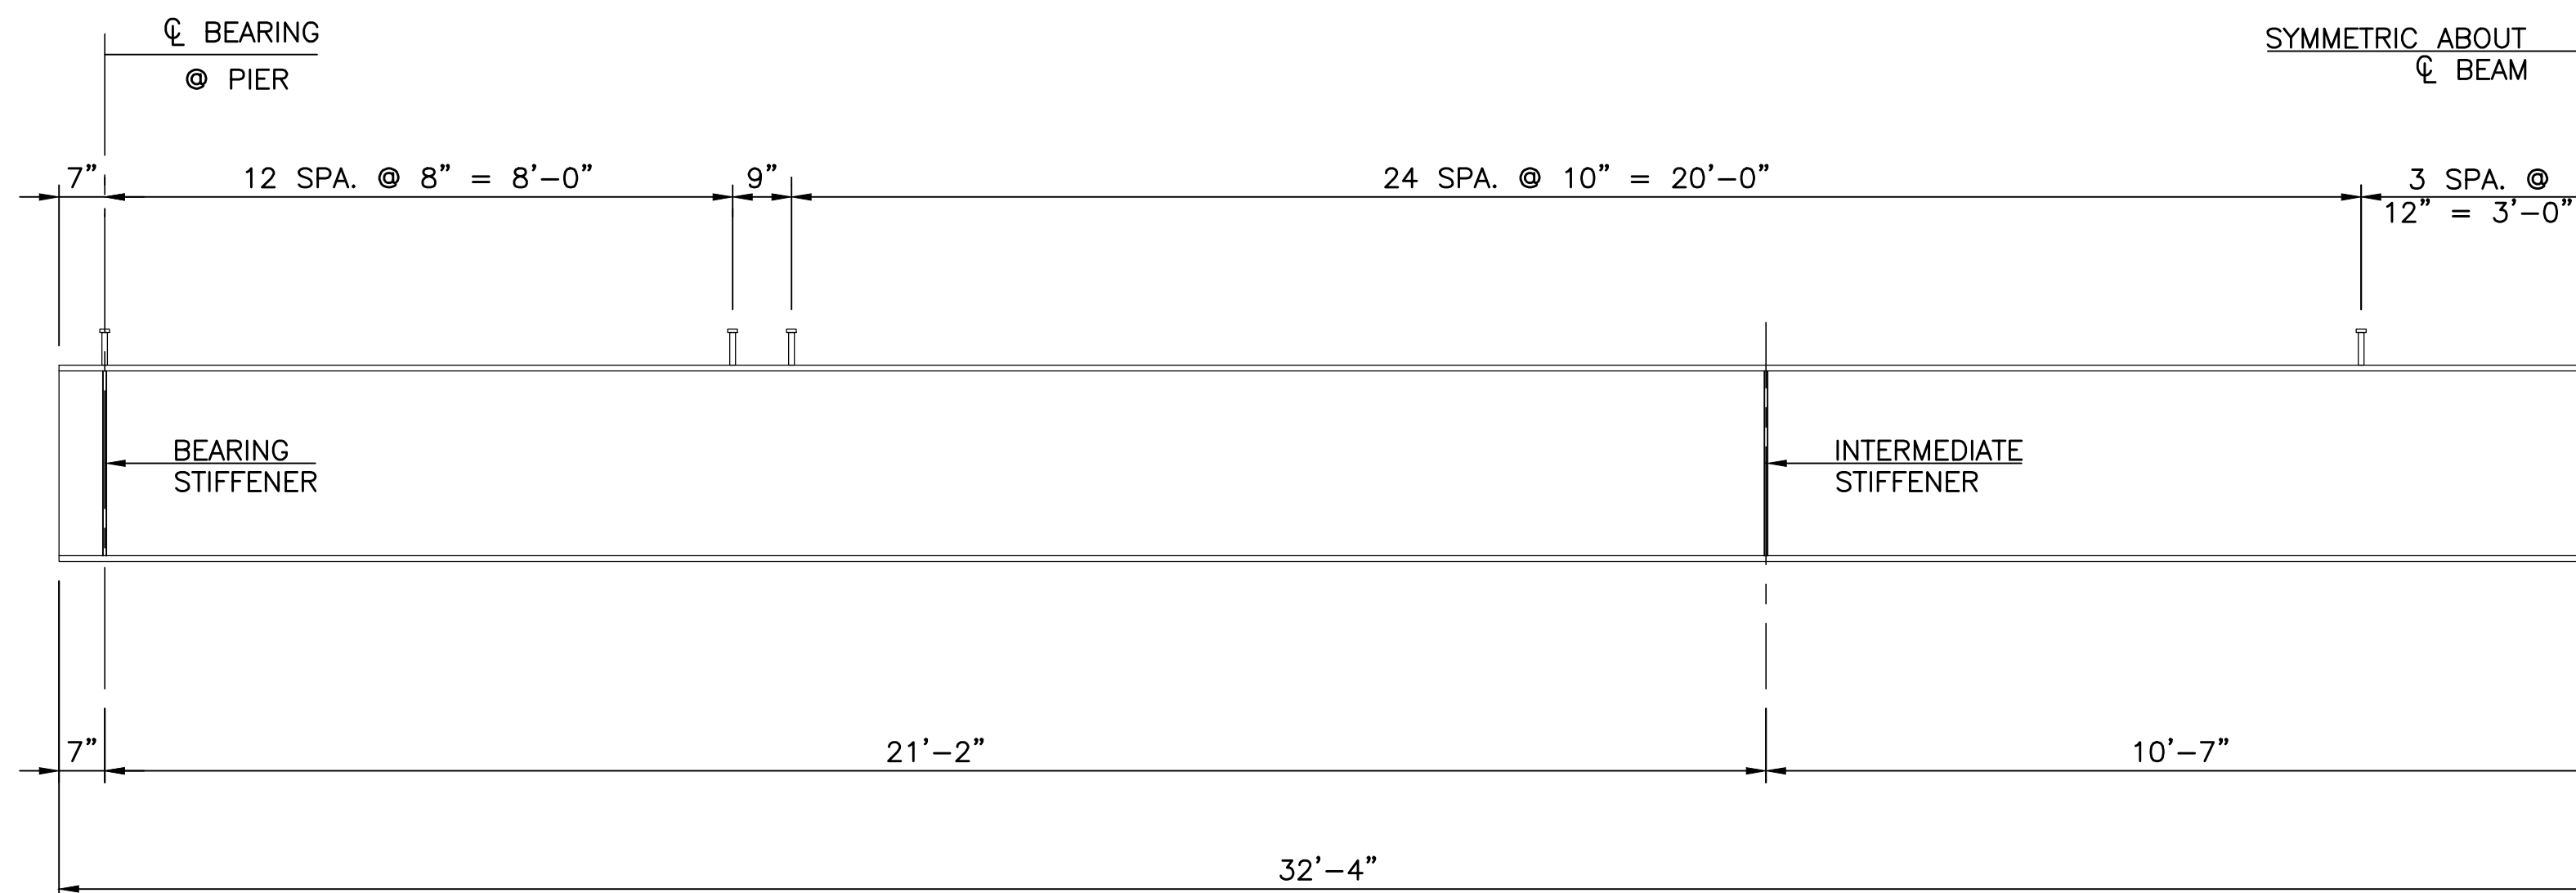 ℄ BEARING
@ PIER
SYMMETRIC ABOUT
℄ BEAM
7”
12 SPA. @ 8” = 8’-0”
9”
24 SPA. @ 10” = 20’-0”
3 SPA. @
12” = 3’-0”
BEARING
STIFFENER
INTERMEDIATE
STIFFENER
7”
21’-2”
10’-7”
32’-4”